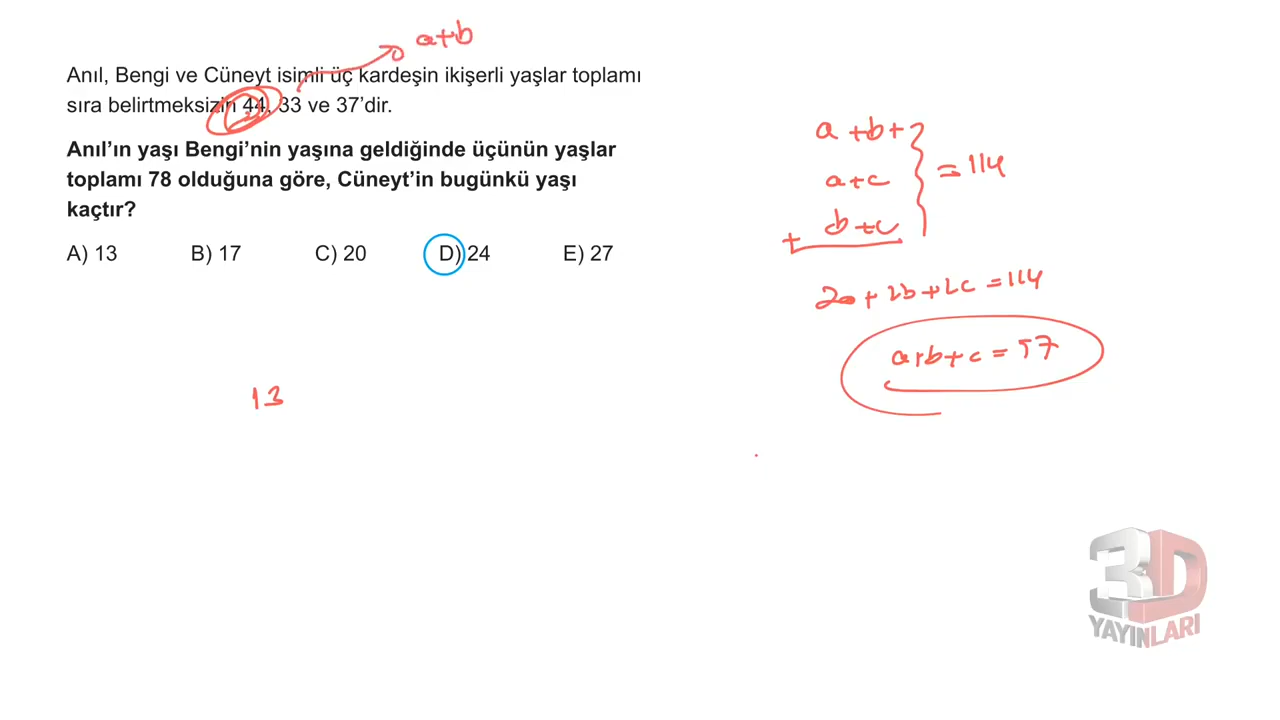 a+b
Anıl, Bengi ve Cüneyt isimli üç kardeşin ikişerli yaşlar toplamı
sıra belirtmeksizin 44, 33 ve 37'dir.
Anıl'ın yaşı Bengi'nin yaşına geldiğinde üçünün yaşlar
toplamı 78 olduğuna göre, Cüneyt'in bugünkü yaşı
kaçtır?
A) 13 B) 17 C) 20 D) 24 E) 27
13
a+b+
a+c = 114
+ b+c
2a+2b+2c=114
a+b+c=57
3D
YAYINLARI